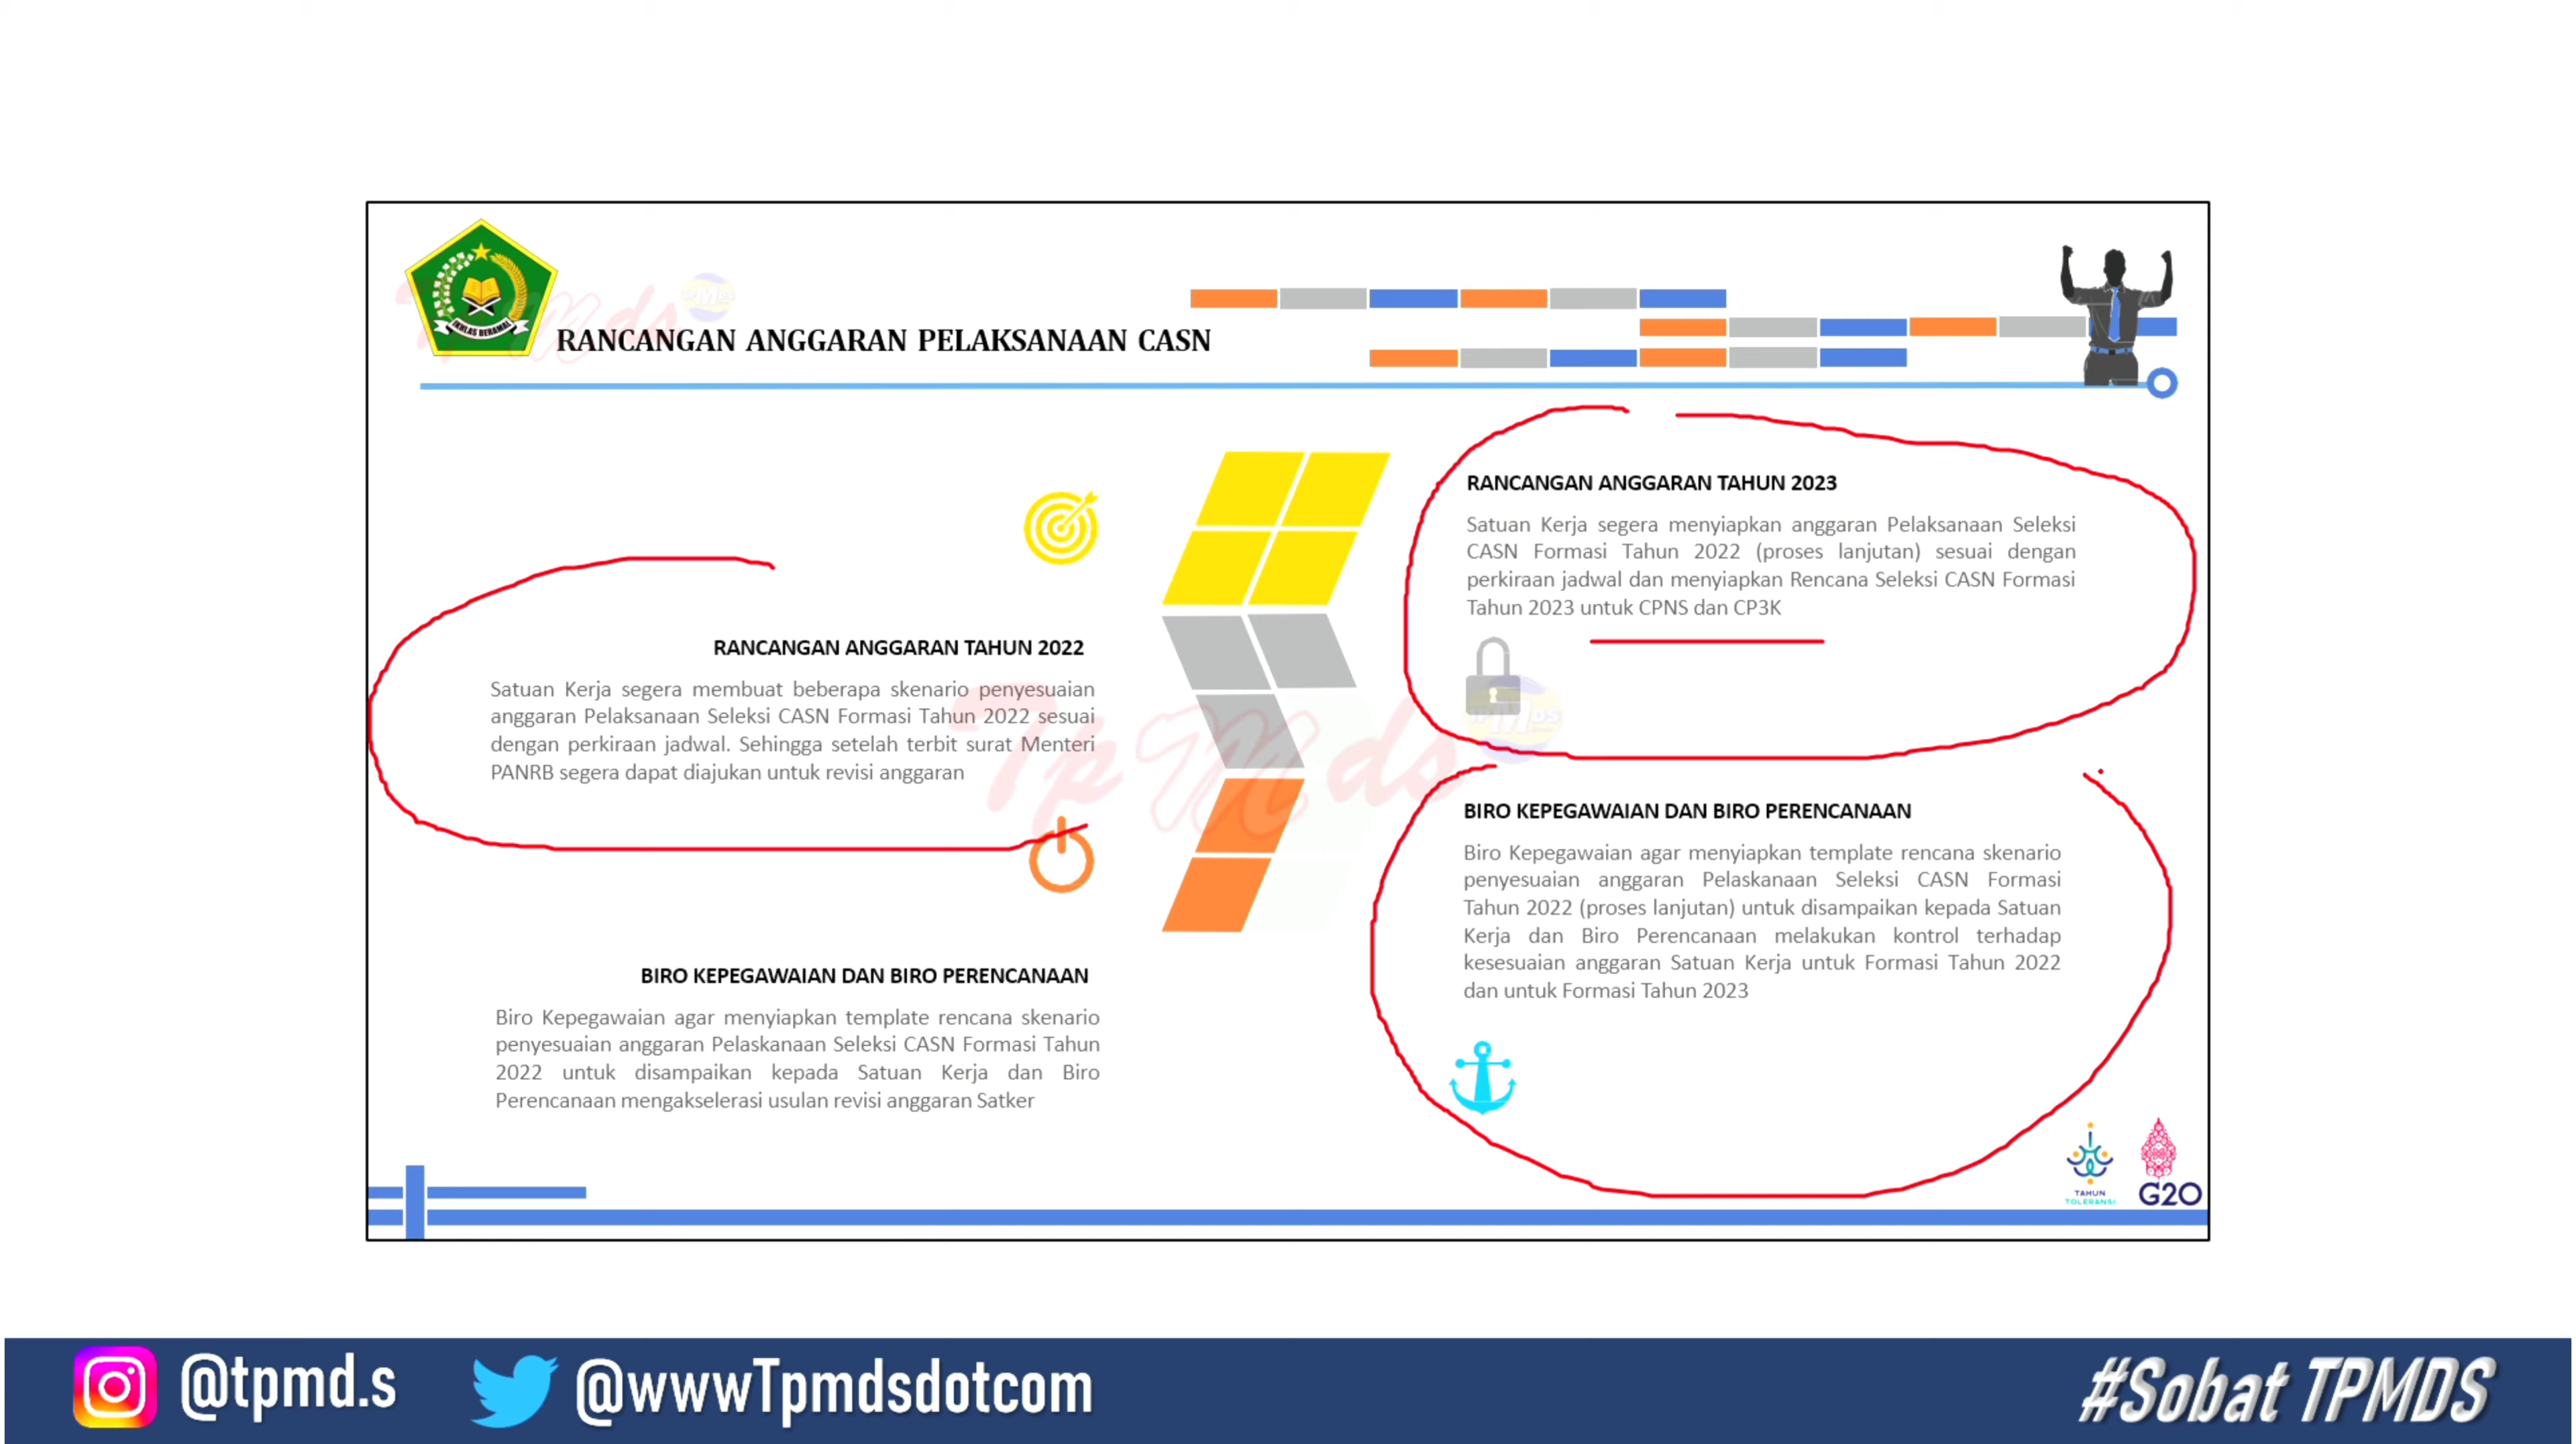 IKHLAS BERAMAL
RANCANGAN ANGGARAN PELAKSANAAN CASN
RANCANGAN ANGGARAN TAHUN 2022
Satuan Kerja segera membuat beberapa skenario penyesuaian
anggaran Pelaksanaan Seleksi CASN Formasi Tahun 2022 sesuai
dengan perkiraan jadwal. Sehingga setelah terbit surat Menteri
PANRB segera dapat diajukan untuk revisi anggaran
BIRO KEPEGAWAIAN DAN BIRO PERENCANAAN
Biro Kepegawaian agar menyiapkan template rencana skenario
penyesuaian anggaran Pelaskanaan Seleksi CASN Formasi Tahun
2022 untuk disampaikan kepada Satuan Kerja dan Biro
Perencanaan mengakselerasi usulan revisi anggaran Satker
RANCANGAN ANGGARAN TAHUN 2023
Satuan Kerja segera menyiapkan anggaran Pelaksanaan Seleksi
CASN Formasi Tahun 2022 (proses lanjutan) sesuai dengan
perkiraan jadwal dan menyiapkan Rencana Seleksi CASN Formasi
Tahun 2023 untuk CPNS dan CP3K
BIRO KEPEGAWAIAN DAN BIRO PERENCANAAN
Biro Kepegawaian agar menyiapkan template rencana skenario
penyesuaian anggaran Pelaskanaan Seleksi CASN Formasi
Tahun 2022 (proses lanjutan) untuk disampaikan kepada Satuan
Kerja dan Biro Perencanaan melakukan kontrol terhadap
kesesuaian anggaran Satuan Kerja untuk Formasi Tahun 2022
dan untuk Formasi Tahun 2023
TpMds
TAHUN
TOLERANSI
G20
@tpmd.s
@wwwTpmdsdotcom
#Sobat TPMDS